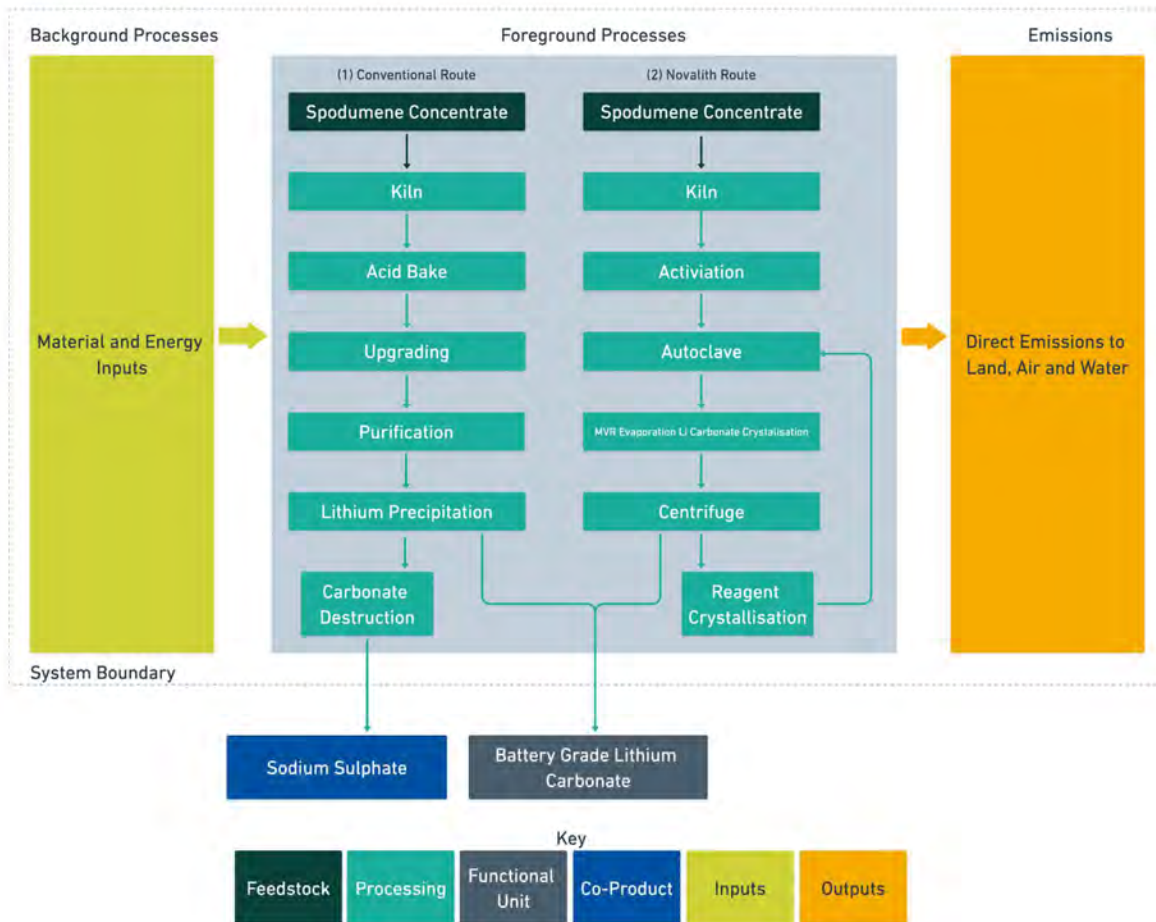 Background Processes
Foreground Processes
Emissions
(1) Conventional Route
(2) Novalith Route
Spodumene Concentrate
Spodumene Concentrate
Kiln
Kiln
Acid Bake
Activiation
Material and Energy
Inputs
Upgrading
Autoclave
Direct Emissions to
Land, Air and Water
Purification
MVR Evaporation Li Carbonate Crystalisation
Lithium Precipitation
Centrifuge
Carbonate
Destruction
Reagent
Crystallisation
System Boundary
Sodium Sulphate
Battery Grade Lithium
Carbonate
Key
Feedstock
Processing
Functional
Unit
Co-Product
Inputs
Outputs